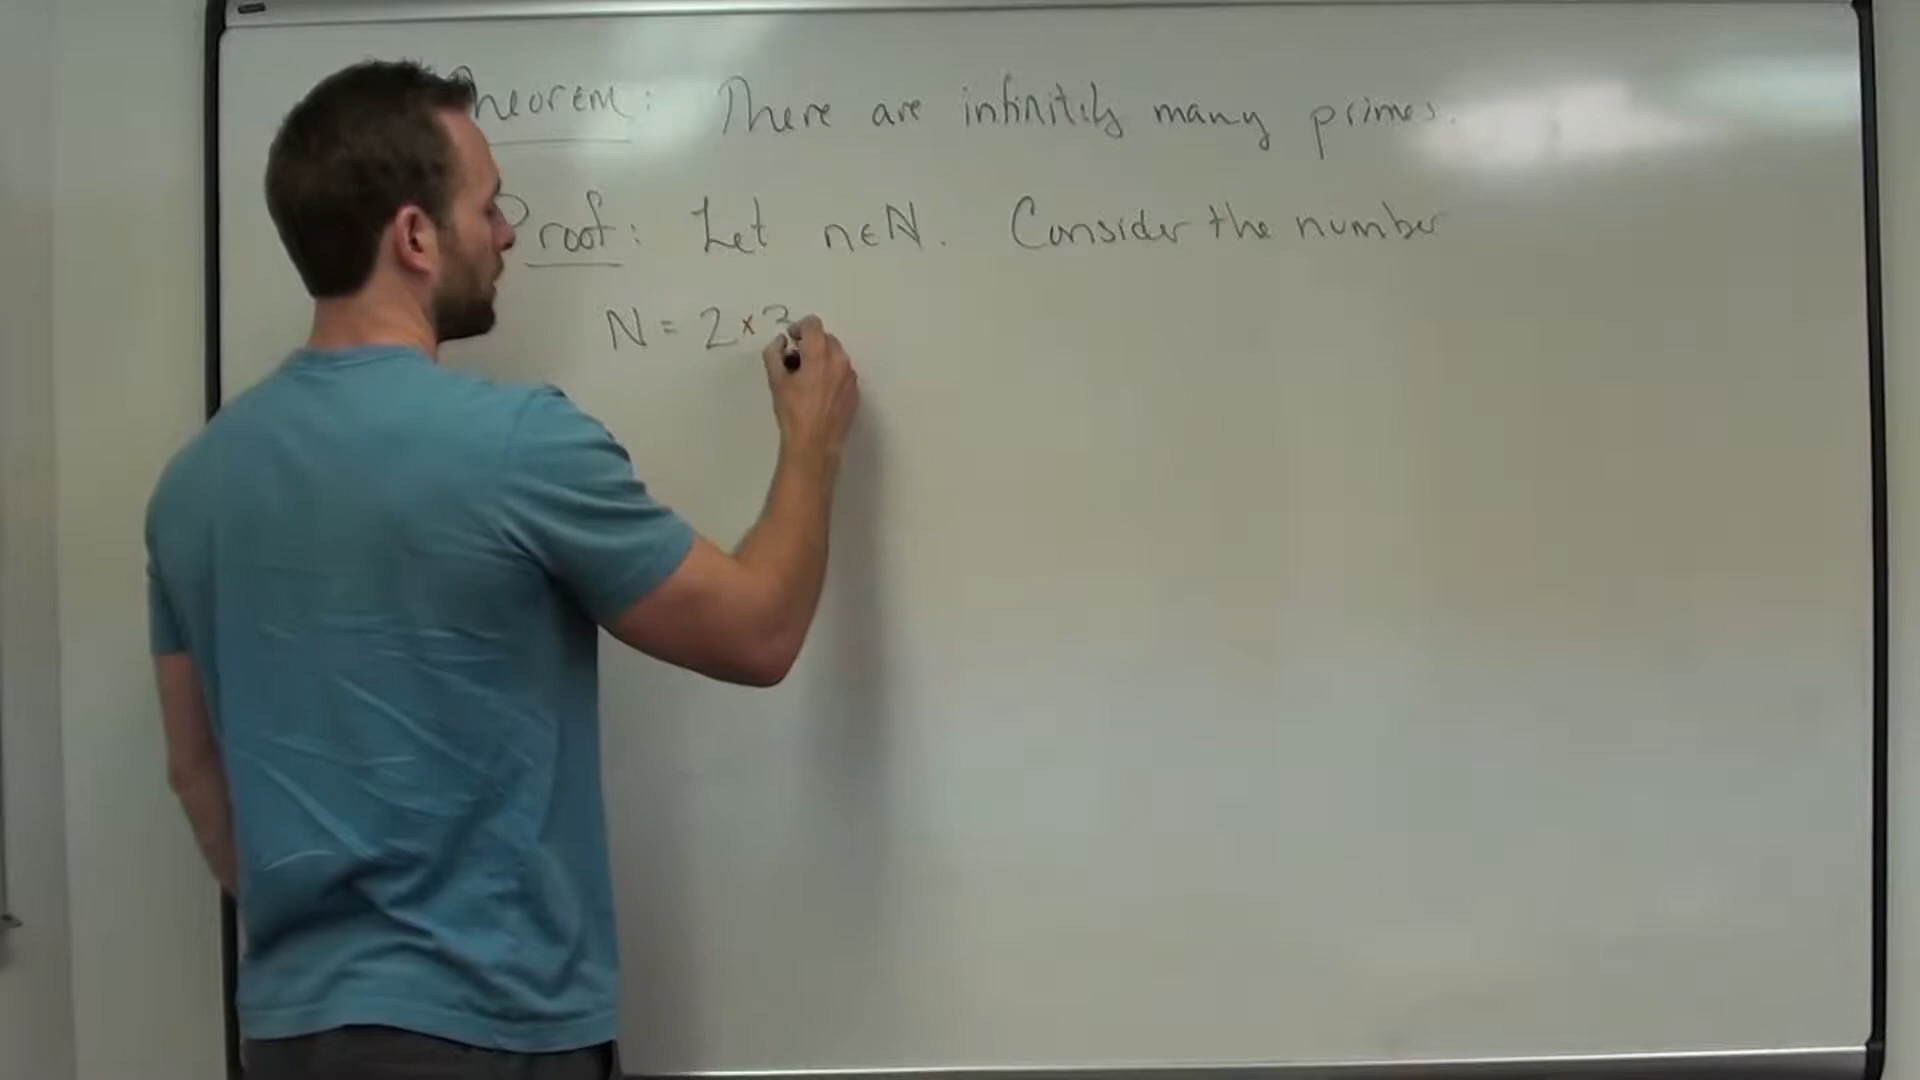 Theorem: There are infinitely many primes.
Proof: Let n∈N. Consider the number
N = 2×3